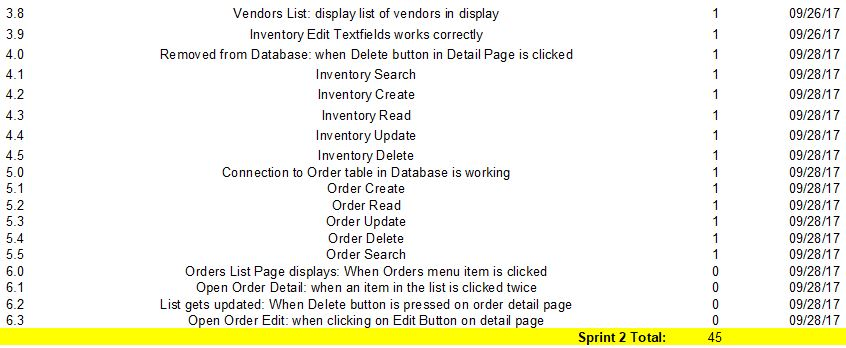 3.8 Vendors List: display list of vendors in display 1 09/26/17
3.9 Inventory Edit Textfields works correctly 1 09/26/17
4.0 Removed from Database: when Delete button in Detail Page is clicked 1 09/28/17
4.1 Inventory Search 1 09/28/17
4.2 Inventory Create 1 09/28/17
4.3 Inventory Read 1 09/28/17
4.4 Inventory Update 1 09/28/17
4.5 Inventory Delete 1 09/28/17
5.0 Connection to Order table in Database is working 1 09/28/17
5.1 Order Create 1 09/28/17
5.2 Order Read 1 09/28/17
5.3 Order Update 1 09/28/17
5.4 Order Delete 1 09/28/17
5.5 Order Search 1 09/28/17
6.0 Orders List Page displays: When Orders menu item is clicked 0 09/28/17
6.1 Open Order Detail: when an item in the list is clicked twice 0 09/28/17
6.2 List gets updated: When Delete button is pressed on order detail page 0 09/28/17
6.3 Open Order Edit: when clicking on Edit Button on detail page 0 09/28/17
Sprint 2 Total: 45